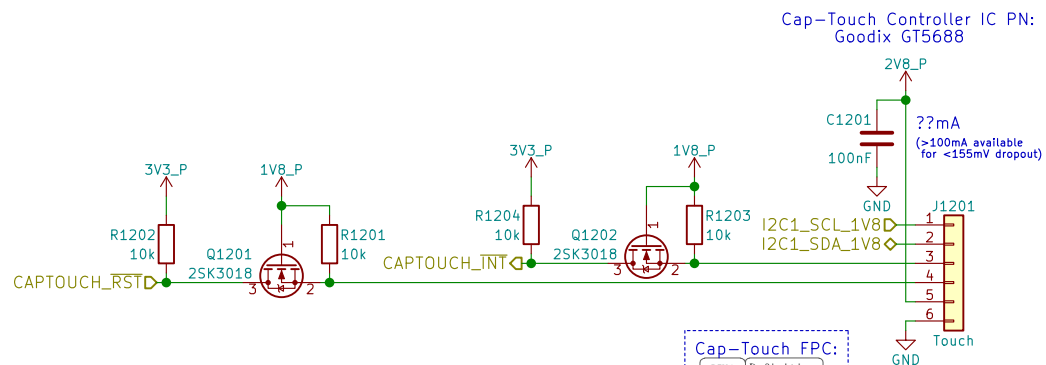 Cap-Touch Controller IC PN:
Goodix GT5688
2V8_P
C1201
100nF
??mA
(>100mA available
for <155mV dropout)
GND
3V3_P
1V8_P
3V3_P
1V8_P
R1202
10k
Q1201
2SK3018
1
3
2
R1201
10k
R1204
10k
Q1202
2SK3018
1
3
2
R1203
10k
CAPTOUCH_RST
CAPTOUCH_INT
I2C1_SCL_1V8
I2C1_SDA_1V8
J1201
1
2
3
4
5
6
Touch
GND
Cap-Touch FPC: